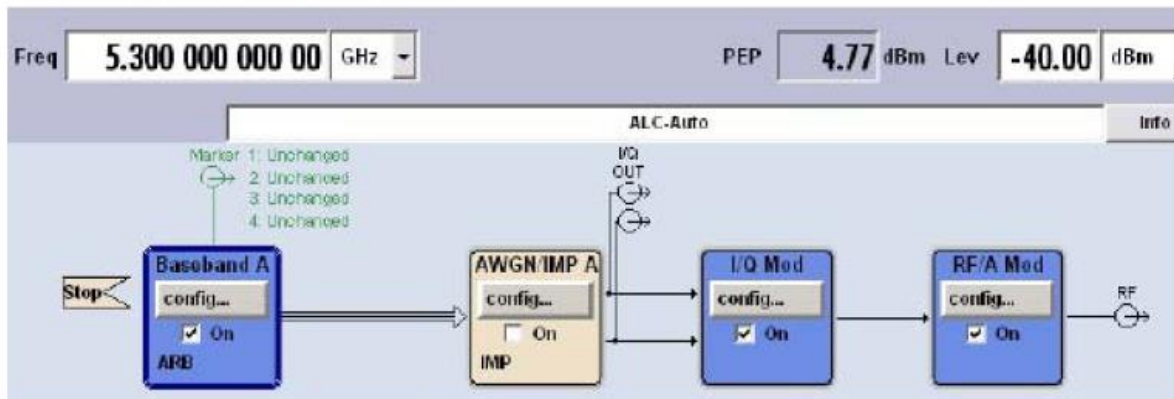 Freq 5.300 000 000 00 GHz PEP 4.77 dBm Lev -40.00 dBm
ALC-Auto Info
Marker 1: Unchanged
2: Unchanged
3: Unchanged
4: Unchanged
I/Q
OUT
Stop
Baseband A
config...
On
ARB
AWGN/IMP A
config...
On
IMP
I/Q Mod
config...
On
RF/A Mod
config...
On
RF